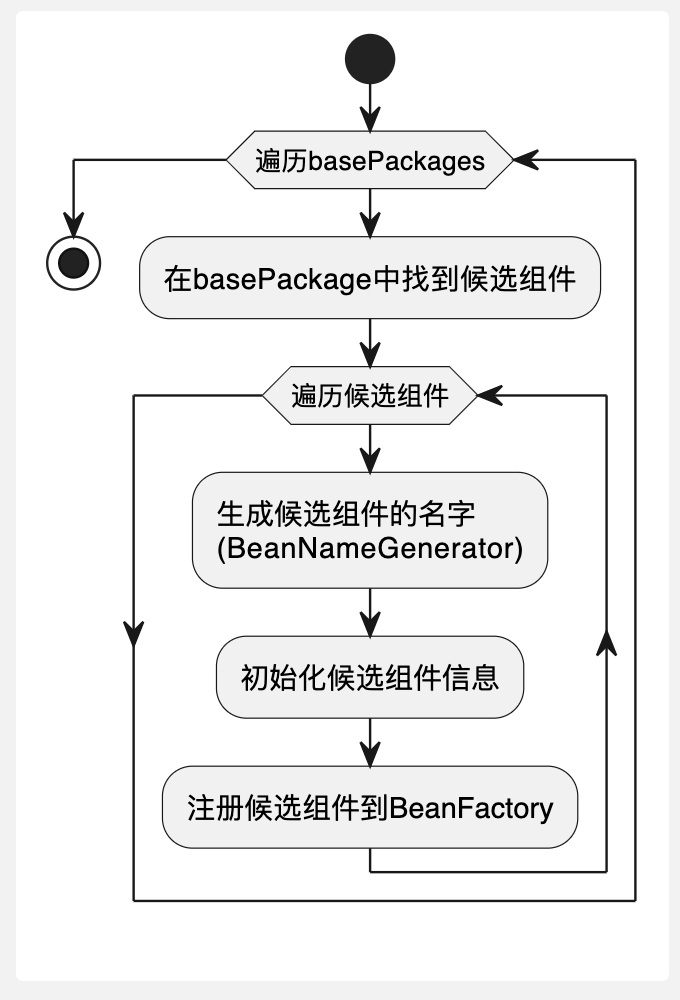 遍历basePackages
在basePackage中找到候选组件
遍历候选组件
生成候选组件的名字
(BeanNameGenerator)
初始化候选组件信息
注册候选组件到BeanFactory